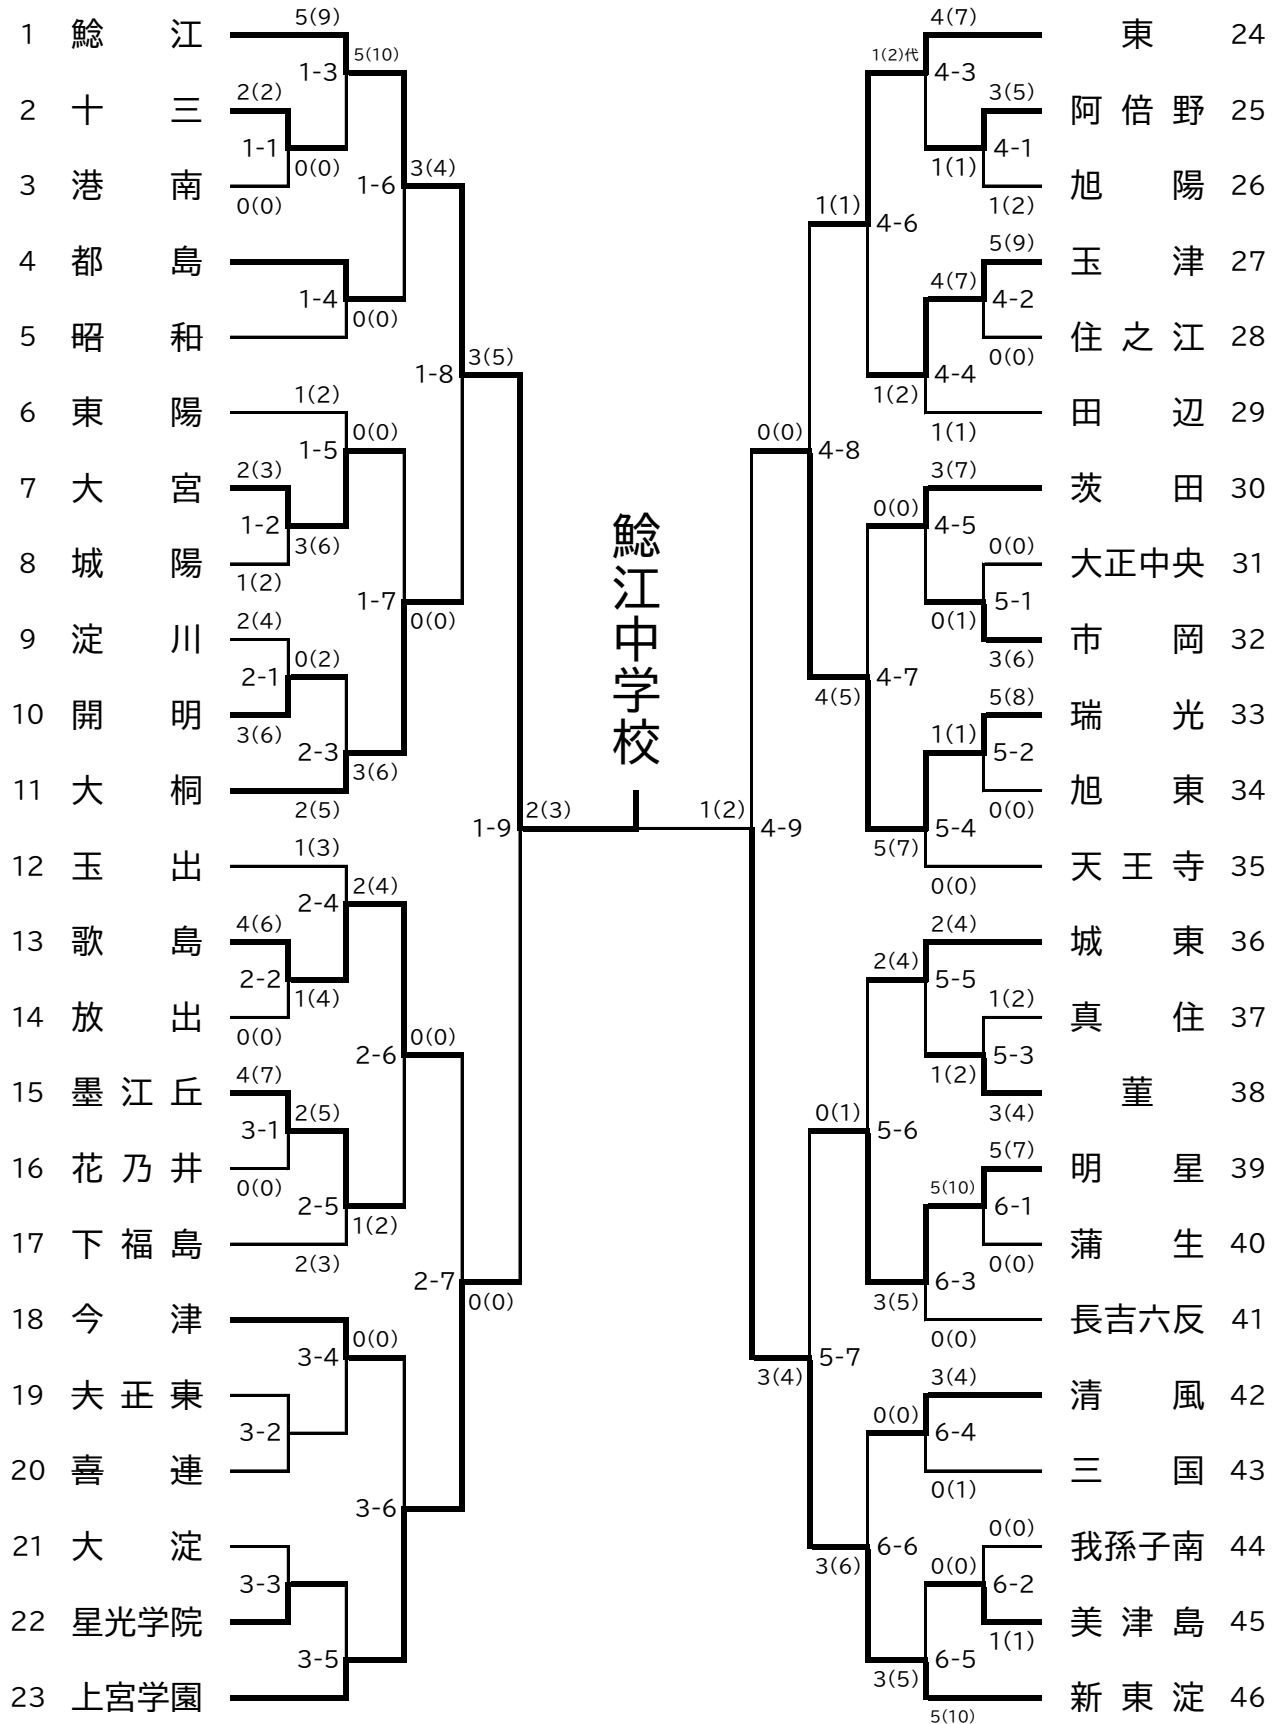 1 鯰江
2 十三
3 港南
4 都島
5 昭和
6 東陽
7 大宮
8 城陽
9 淀川
10 開明
11 大桐
12 玉出
13 歌島
14 放出
15 墨江丘
16 花乃井
17 下福島
18 今津
19 大正東
20 喜連
21 大淀
22 星光学院
23 上宮学園
5(9)
5(10)
1-3
2(2)
1-1
0(0)
0(0)
3(4)
1-6
1-4
0(0)
3(5)
1-8
1(2)
0(0)
1-5
2(3)
1-2
3(6)
1(2)
1-7
0(0)
2(4)
0(2)
2-1
3(6)
2-3
3(6)
2(5)
2(3)
1-9
1(3)
2(4)
2-4
4(6)
2-2
1(4)
0(0)
0(0)
2-6
4(7)
2(5)
3-1
0(0)
2-5
1(2)
2(3)
2-7
0(0)
0(0)
3-4
3-2
3-6
3-3
3-5
鯰江中学校
4(7)
1(2)代
4-3
3(5)
4-1
1(1)
1(2)
1(1)
4-6
5(9)
4(7)
4-2
0(0)
4-4
1(2)
1(1)
0(0)
4-8
3(7)
0(0)
4-5
0(0)
5-1
0(1)
3(6)
4-7
4(5)
5(8)
1(1)
5-2
0(0)
5-4
5(7)
0(0)
1(2)
4-9
2(4)
2(4)
5-5
1(2)
5-3
1(2)
3(4)
0(1)
5-6
5(7)
5(10)
6-1
0(0)
6-3
3(5)
0(0)
5-7
3(4)
3(4)
0(0)
6-4
0(1)
6-6
3(6)
0(0)
0(0)
6-2
1(1)
6-5
3(5)
5(10)
東 24
阿倍野 25
旭陽 26
玉津 27
住之江 28
田辺 29
茨田 30
大正中央 31
市岡 32
瑞光 33
旭東 34
天王寺 35
城東 36
真住 37
菫 38
明星 39
蒲生 40
長吉六反 41
清風 42
三国 43
我孫子南 44
美津島 45
新東淀 46